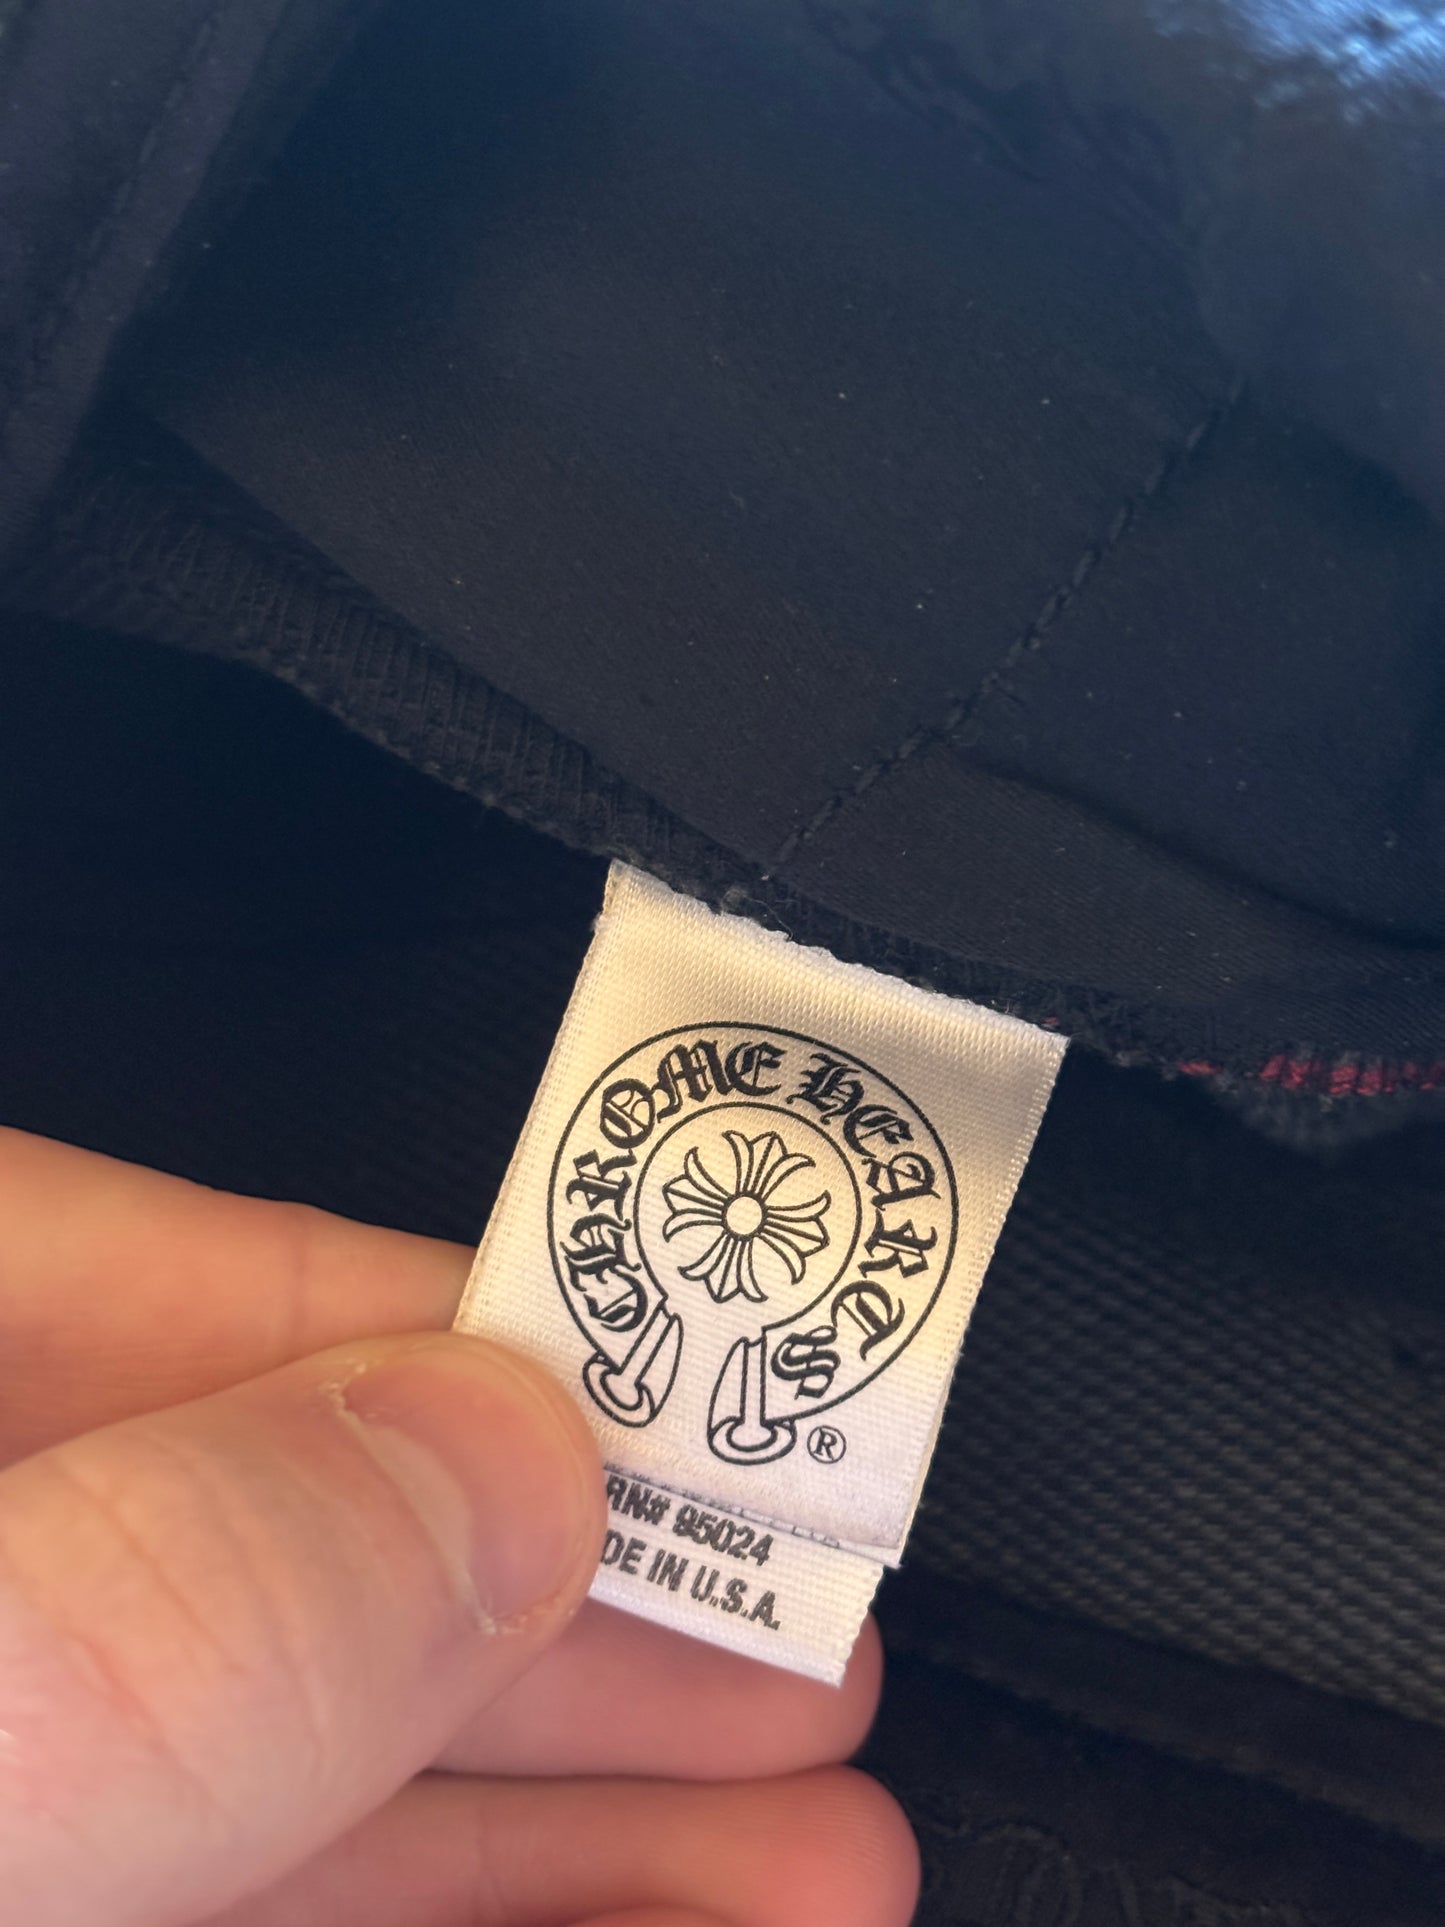 CHROME HEARTS
®
RN# 95024
DE IN U.S.A.